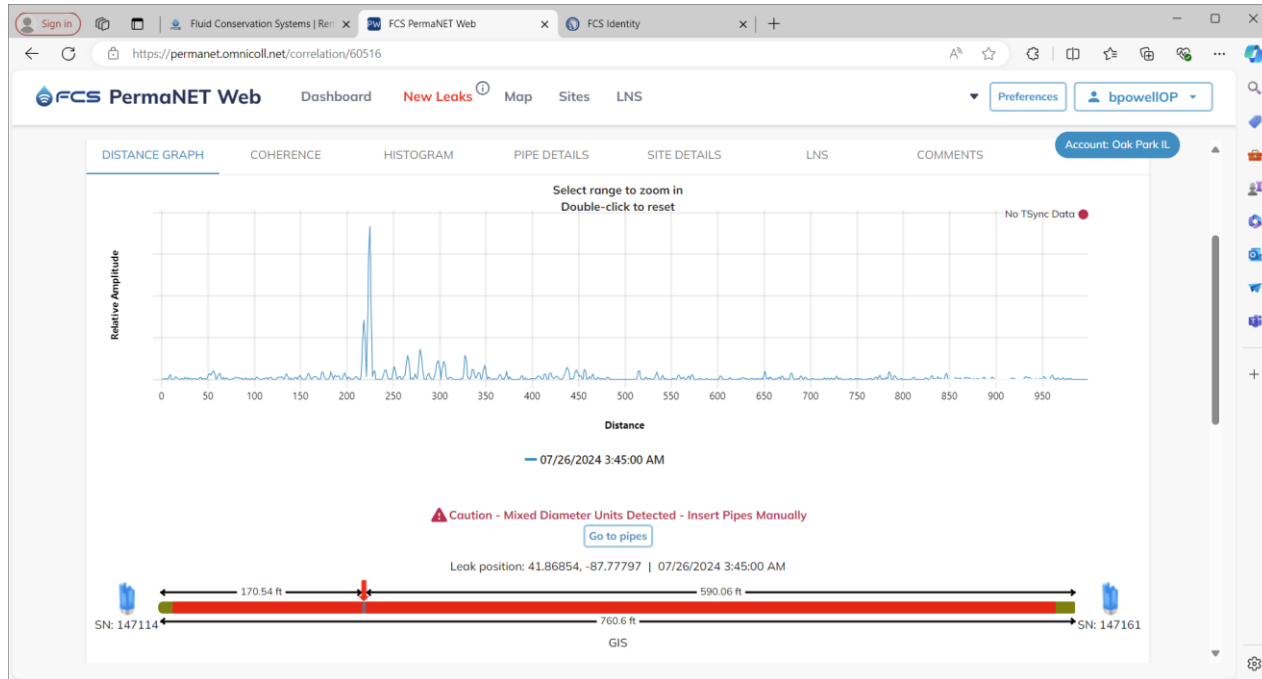 Sign in
Fluid Conservation Systems | Ren
PW FCS PermaNET Web
FCS Identity
https://permanet.omnicoll.net/correlation/60516
FCS PermaNET Web
Dashboard
New Leaks
Map
Sites
LNS
Preferences
bpowellOP
Account: Oak Park IL
DISTANCE GRAPH
COHERENCE
HISTOGRAM
PIPE DETAILS
SITE DETAILS
LNS
COMMENTS
Select range to zoom in
Double-click to reset
No TSync Data
Relative Amplitude
0 50 100 150 200 250 300 350 400 450 500 550 600 650 700 750 800 850 900 950
Distance
07/26/2024 3:45:00 AM
Caution - Mixed Diameter Units Detected - Insert Pipes Manually
Go to pipes
Leak position: 41.86854, -87.77797 | 07/26/2024 3:45:00 AM
170.54 ft
590.06 ft
SN: 147114
760.6 ft
SN: 147161
GIS